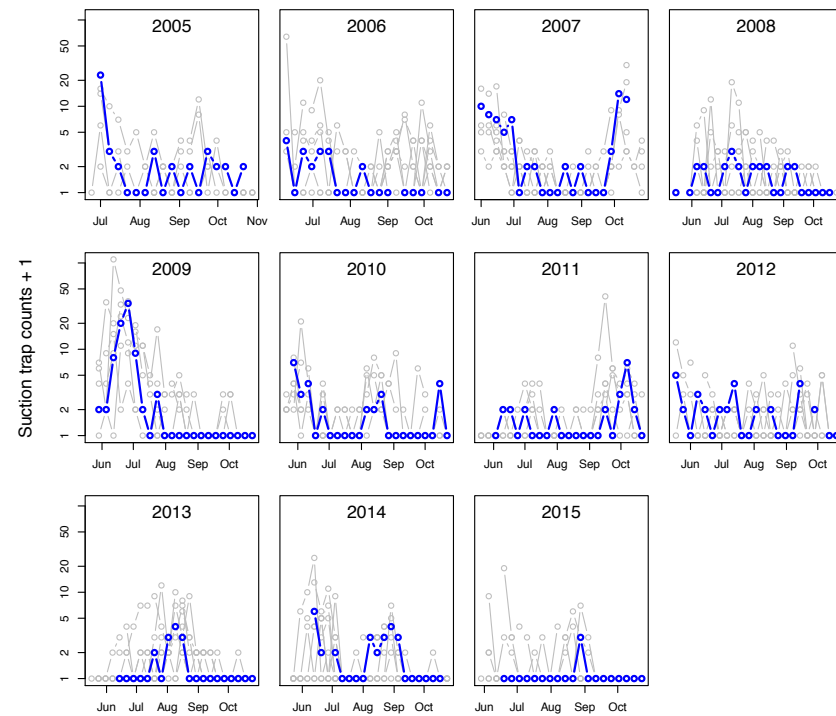 2005 2006 2007 2008
1 2 5 10 20 50
Jul Aug Sep Oct Nov
Jul Aug Sep Oct
Jun Jul Aug Sep Oct
Jun Jul Aug Sep Oct
2009 2010 2011 2012
Suction trap counts + 1
1 2 5 10 20 50
Jun Jul Aug Sep Oct
Jun Jul Aug Sep Oct
Jun Jul Aug Sep Oct
Jun Jul Aug Sep Oct
2013 2014 2015
1 2 5 10 20 50
Jun Jul Aug Sep Oct
Jun Jul Aug Sep Oct
Jun Jul Aug Sep Oct